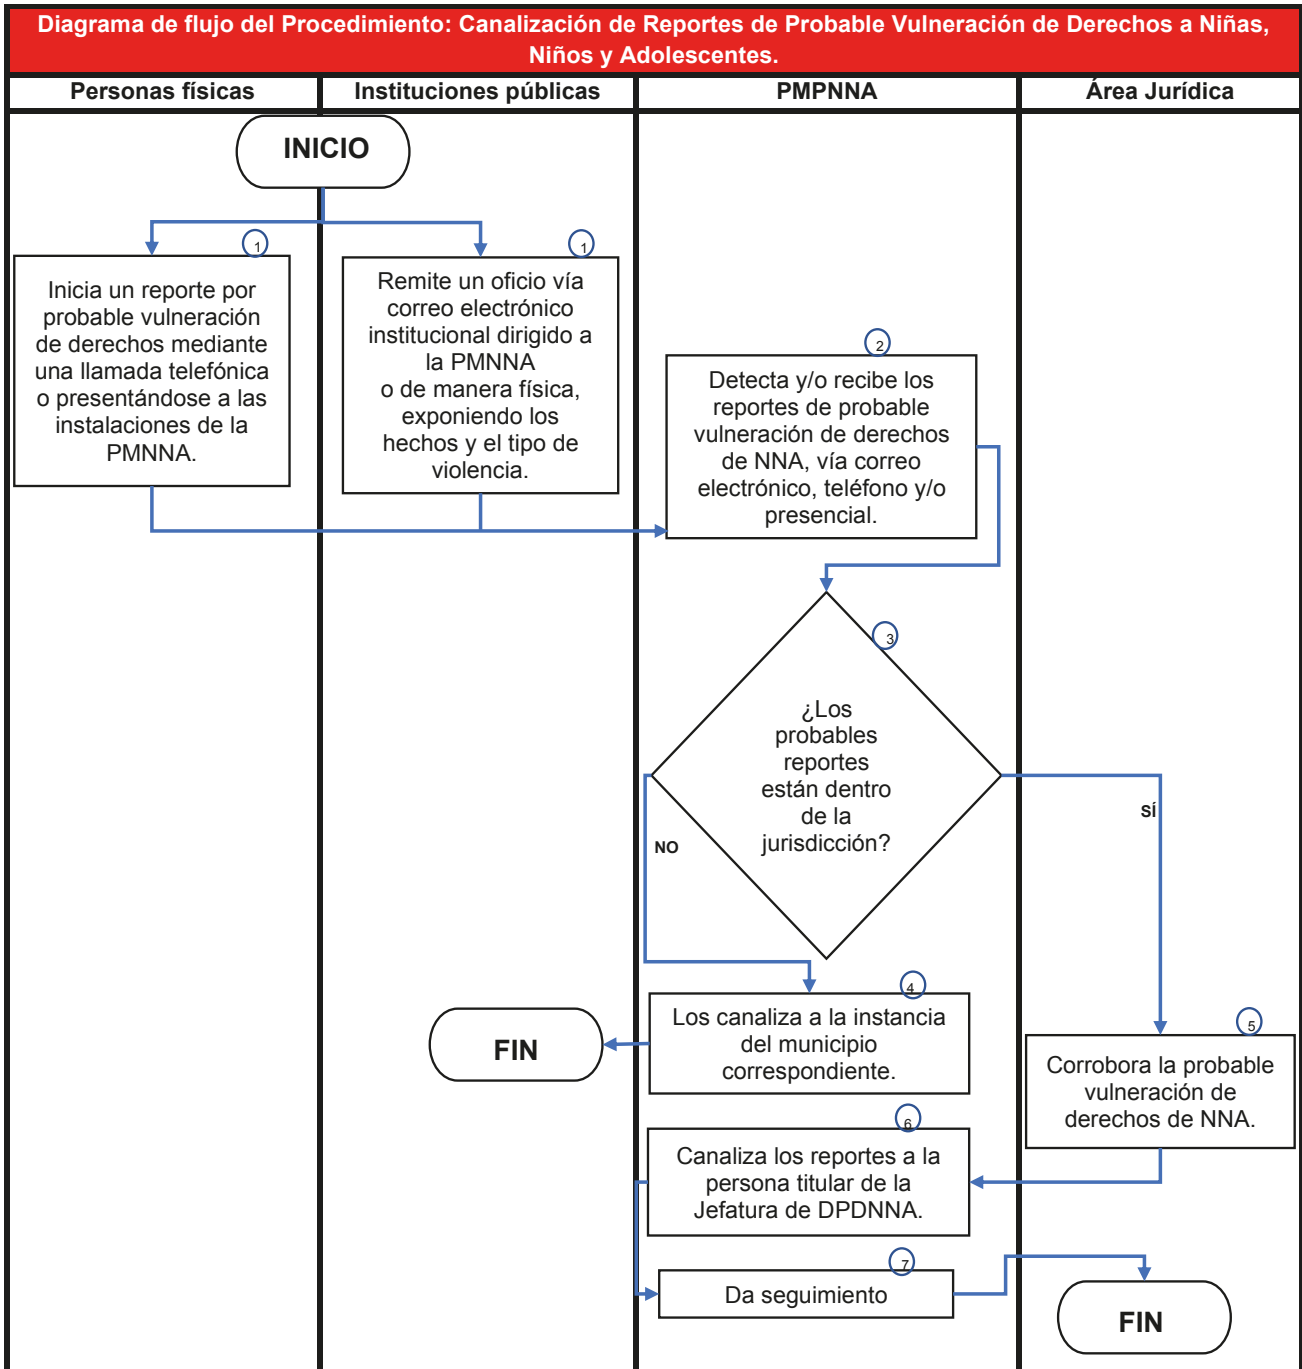 Diagrama de flujo del Procedimiento: Canalización de Reportes de Probable Vulneración de Derechos a Niñas,
Niños y Adolescentes.
Personas físicas
Instituciones públicas
PMPNNA
Área Jurídica
INICIO
1
Inicia un reporte por
probable vulneración
de derechos mediante
una llamada telefónica
o presentándose a las
instalaciones de la
PMNNA.
1
Remite un oficio vía
correo electrónico
institucional dirigido a
la PMNNA
o de manera física,
exponiendo los
hechos y el tipo de
violencia.
2
Detecta y/o recibe los
reportes de probable
vulneración de derechos
de NNA, vía correo
electrónico, teléfono y/o
presencial.
3
¿Los
probables
reportes
están dentro
de la
jurisdicción?
NO
SÍ
4
Los canaliza a la instancia
del municipio
correspondiente.
FIN
5
Corrobora la probable
vulneración de
derechos de NNA.
6
Canaliza los reportes a la
persona titular de la
Jefatura de DPDNNA.
7
Da seguimiento
FIN